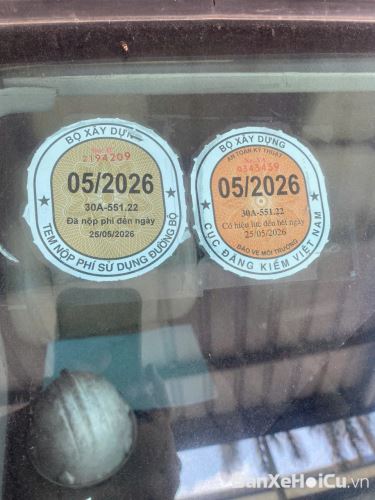 BỘ XÂY DỰNG
2194209
05/2026
30A-551.22
Đã nộp phí đến ngày
25/05/2026
TEM NỘP PHÍ SỬ DỤNG ĐƯỜNG BỘ
BỘ XÂY DỰNG
AN TOÀN KỸ THUẬT
9343439
05/2026
30A-551.22
Có hiệu lực đến hết ngày
25/05/2026
BẢO VỆ MÔI TRƯỜNG
CỤC ĐĂNG KIỂM VIỆT NAM
BanXeHoiCu.vn